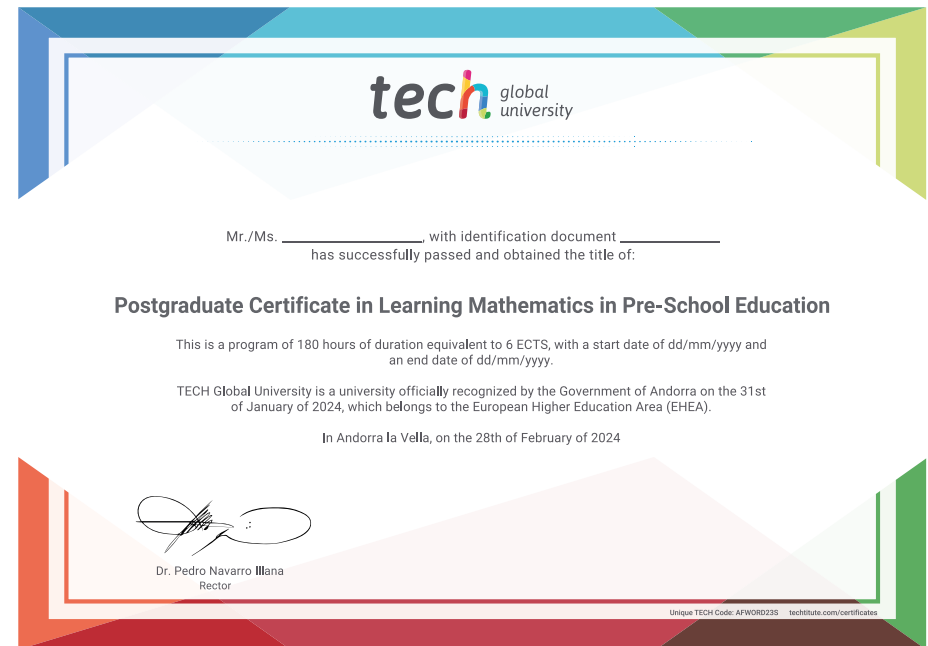 tech global
university
Mr./Ms. ____________________, with identification document ______________
has successfully passed and obtained the title of:
Postgraduate Certificate in Learning Mathematics in Pre-School Education
This is a program of 180 hours of duration equivalent to 6 ECTS, with a start date of dd/mm/yyyy and
an end date of dd/mm/yyyy.
TECH Global University is a university officially recognized by the Government of Andorra on the 31st
of January of 2024, which belongs to the European Higher Education Area (EHEA).
In Andorra la Vella, on the 28th of February of 2024
Dr. Pedro Navarro Illana
Rector
Unique TECH Code: AFWORD23S techtitute.com/certificates